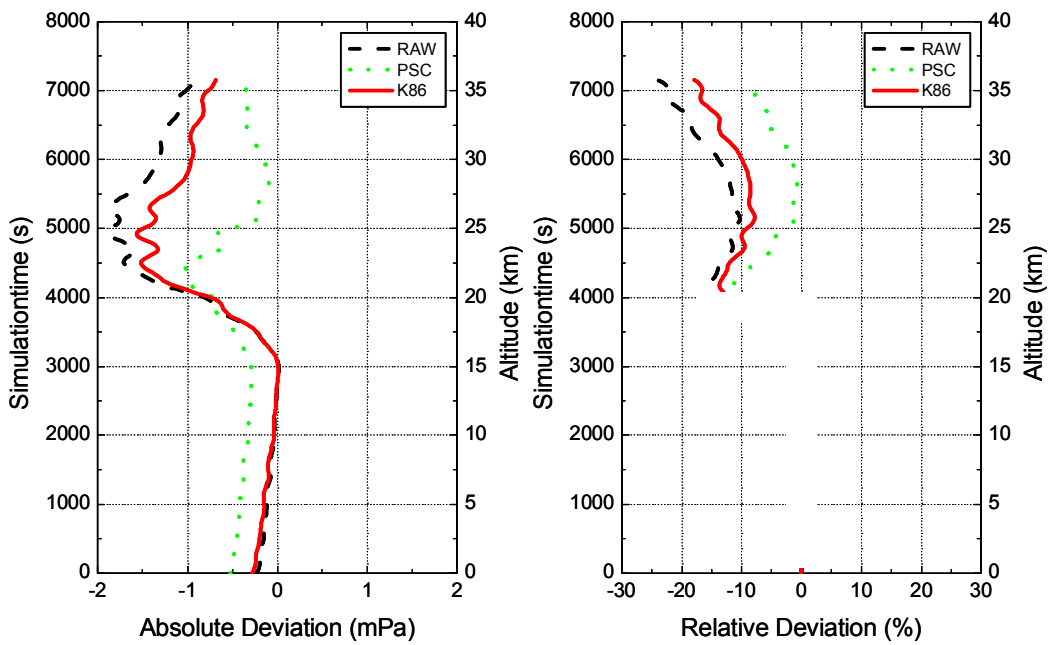 8000 40 8000 40
RAW RAW
7000 PSC 35 7000 PSC 35
K86 K86
6000 30 6000 30
5000 25 5000 25
4000 20 4000 20
3000 15 3000 15
2000 10 2000 10
1000 5 1000 5
0 0 0 0
-2 -1 0 1 2 -30 -20 -10 0 10 20 30
Simulationtime (s)
Altitude (km)
Simulationtime (s)
Altitude (km)
Absolute Deviation (mPa) Relative Deviation (%)